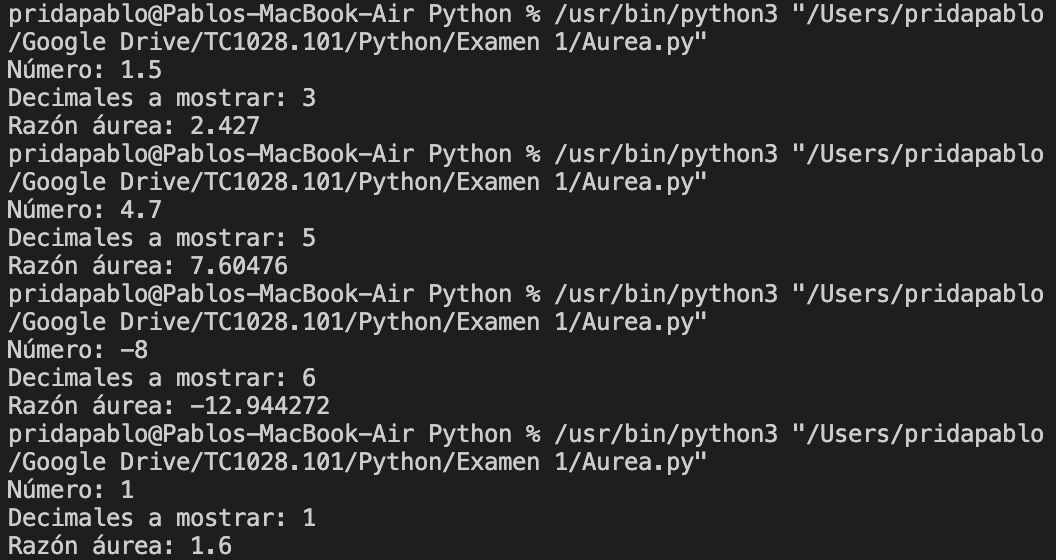 pridapablo@Pablos-MacBook-Air Python % /usr/bin/python3 "/Users/pridapablo
/Google Drive/TC1028.101/Python/Examen 1/Aurea.py"
Número: 1.5
Decimales a mostrar: 3
Razón áurea: 2.427
pridapablo@Pablos-MacBook-Air Python % /usr/bin/python3 "/Users/pridapablo
/Google Drive/TC1028.101/Python/Examen 1/Aurea.py"
Número: 4.7
Decimales a mostrar: 5
Razón áurea: 7.60476
pridapablo@Pablos-MacBook-Air Python % /usr/bin/python3 "/Users/pridapablo
/Google Drive/TC1028.101/Python/Examen 1/Aurea.py"
Número: -8
Decimales a mostrar: 6
Razón áurea: -12.944272
pridapablo@Pablos-MacBook-Air Python % /usr/bin/python3 "/Users/pridapablo
/Google Drive/TC1028.101/Python/Examen 1/Aurea.py"
Número: 1
Decimales a mostrar: 1
Razón áurea: 1.6